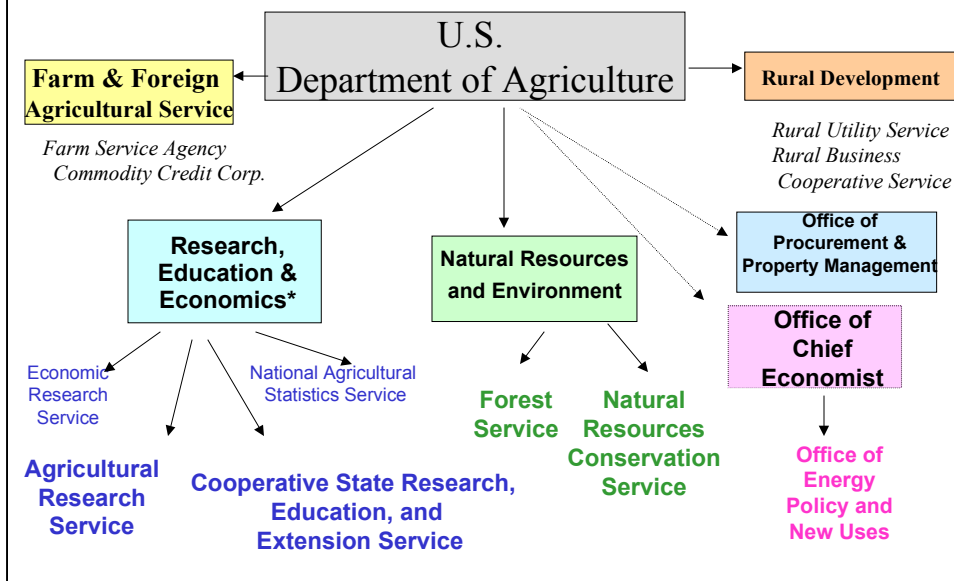 U.S.
Department of Agriculture
Farm & Foreign
Agricultural Service
Farm Service Agency
Commodity Credit Corp.
Rural Development
Rural Utility Service
Rural Business
Cooperative Service
Research,
Education &
Economics*
Natural Resources
and Environment
Office of
Procurement &
Property Management
Office of
Chief
Economist
Economic
Research
Service
National Agricultural
Statistics Service
Agricultural
Research
Service
Cooperative State Research,
Education, and
Extension Service
Forest
Service
Natural
Resources
Conservation
Service
Office of
Energy
Policy and
New Uses